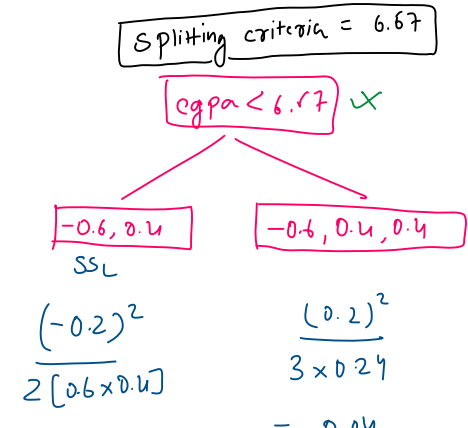 Splitting criteria = 6.67
cgpa < 6.67
-0.6, 0.4
-0.6, 0.4, 0.4
SSL
(-0.2)²
2[0.6×0.4]
(0.2)²
3×0.24